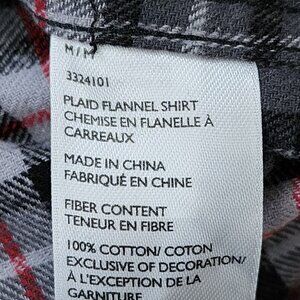 M/M
3324101
PLAID FLANNEL SHIRT
CHEMISE EN FLANELLE À
CARREAUX
MADE IN CHINA
FABRIQUÉ EN CHINE
FIBER CONTENT
TENEUR EN FIBRE
100% COTTON/ COTON
EXCLUSIVE OF DECORATION/
À L'EXCEPTION DE LA
GARNITURE